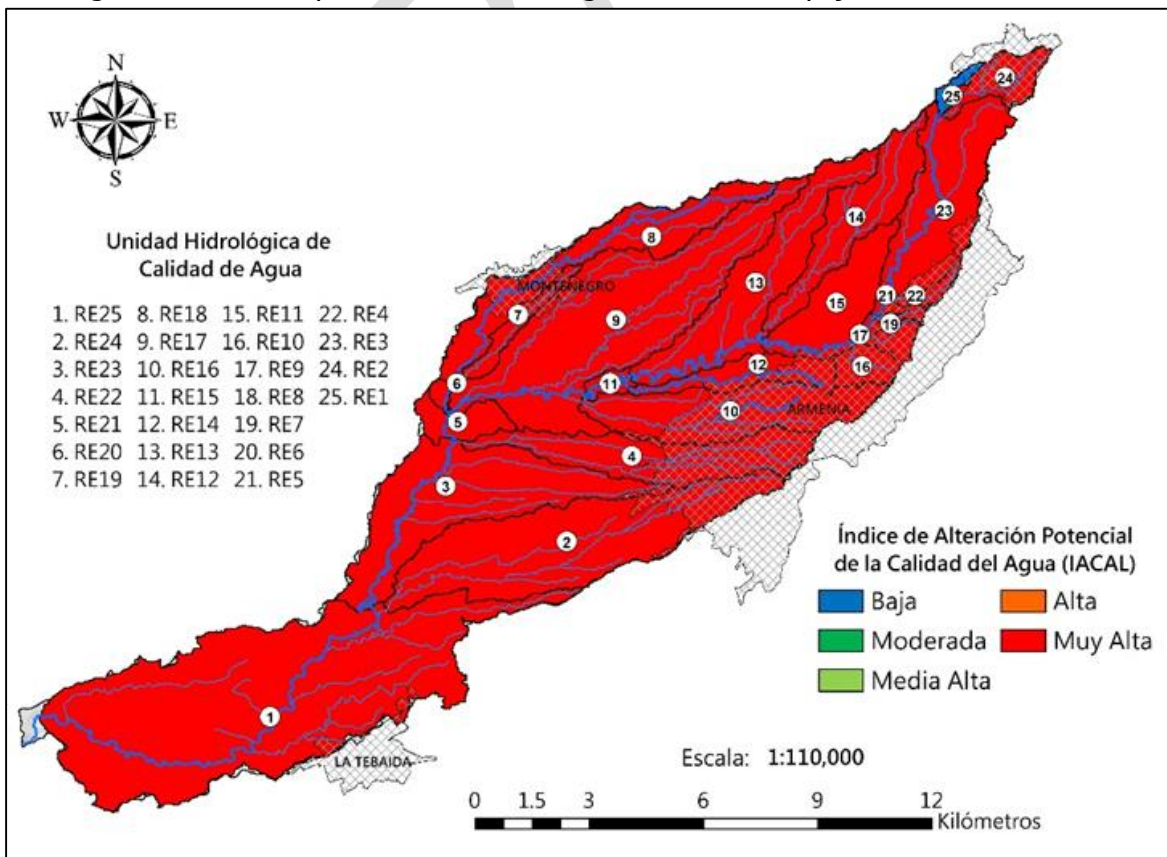 N
W E
S
Unidad Hidrológica de
Calidad de Agua
1. RE25 8. RE18 15. RE11 22. RE4
2. RE24 9. RE17 16. RE10 23. RE3
3. RE23 10. RE16 17. RE9 24. RE2
4. RE22 11. RE15 18. RE8 25. RE1
5. RE21 12. RE14 19. RE7
6. RE20 13. RE13 20. RE6
7. RE19 14. RE12 21. RE5
24
25
23
14
8
13
MONTENEGRO
7
9
15
21
22
19
17
16
12
11
6
10
ARMENIA
5
4
3
2
1
LA TEBAIDA
Índice de Alteración Potencial
de la Calidad del Agua (IACAL)
Baja Alta
Moderada Muy Alta
Media Alta
Escala: 1:110,000
0 1.5 3 6 9 12
Kilómetros